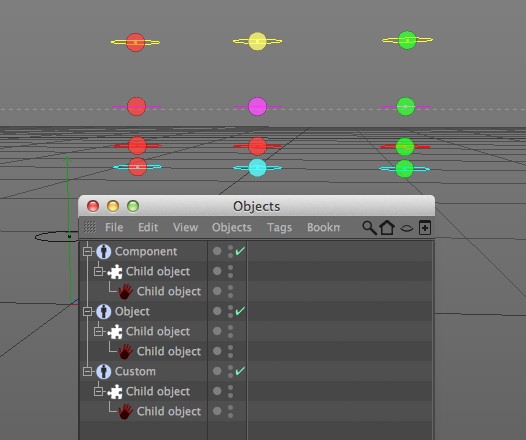 Objects
File Edit View Objects Tags Bookn
Component
Child object
Child object
Object
Child object
Child object
Custom
Child object
Child object